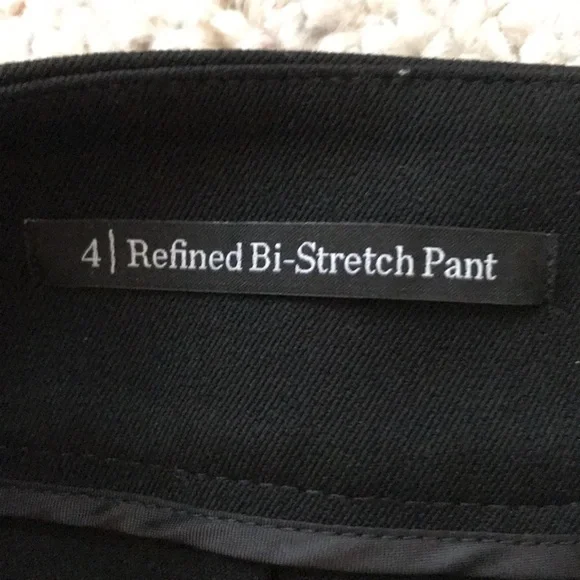 4| Refined Bi-Stretch Pant